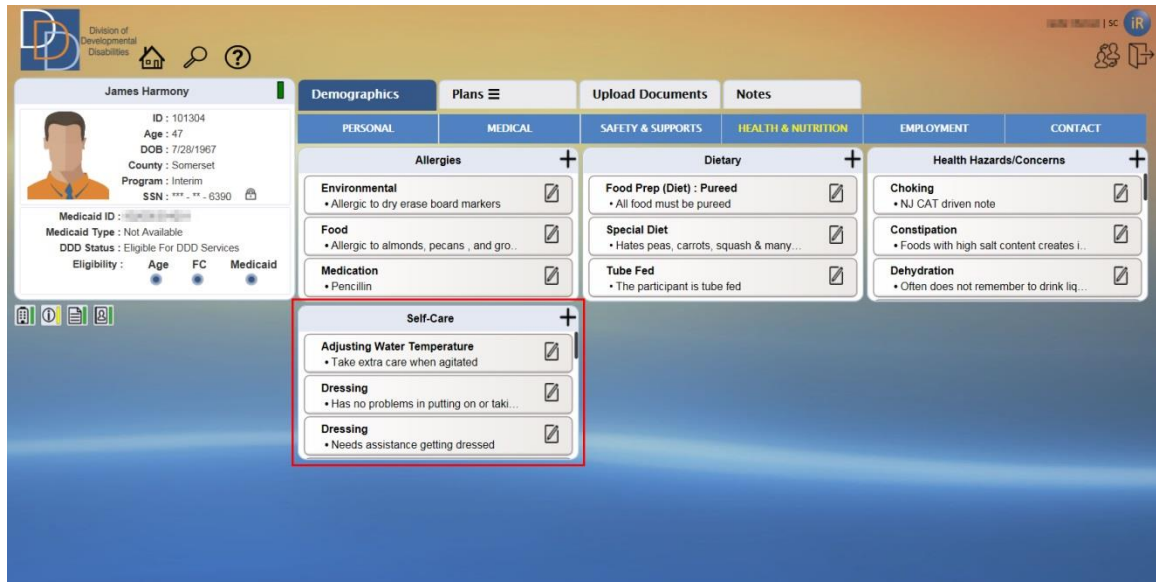 Division of
Developmental
Disabilities
| SC
iR
James Harmony
ID : 101304
Age : 47
DOB : 7/28/1967
County : Somerset
Program : Interim
SSN : *** - ** - 6390
Medicaid ID :
Medicaid Type : Not Available
DDD Status : Eligible For DDD Services
Eligibility : Age FC Medicaid
Demographics Plans Upload Documents Notes
PERSONAL MEDICAL SAFETY & SUPPORTS HEALTH & NUTRITION EMPLOYMENT CONTACT
Allergies
Environmental
• Allergic to dry erase board markers
Food
• Allergic to almonds, pecans , and gro..
Medication
• Pencillin
Dietary
Food Prep (Diet) : Pureed
• All food must be pureed
Special Diet
• Hates peas, carrots, squash & many...
Tube Fed
• The participant is tube fed
Health Hazards/Concerns
Choking
• NJ CAT driven note
Constipation
• Foods with high salt content creates i..
Dehydration
• Often does not remember to drink liq...
Self-Care
Adjusting Water Temperature
• Take extra care when agitated
Dressing
• Has no problems in putting on or taki...
Dressing
• Needs assistance getting dressed